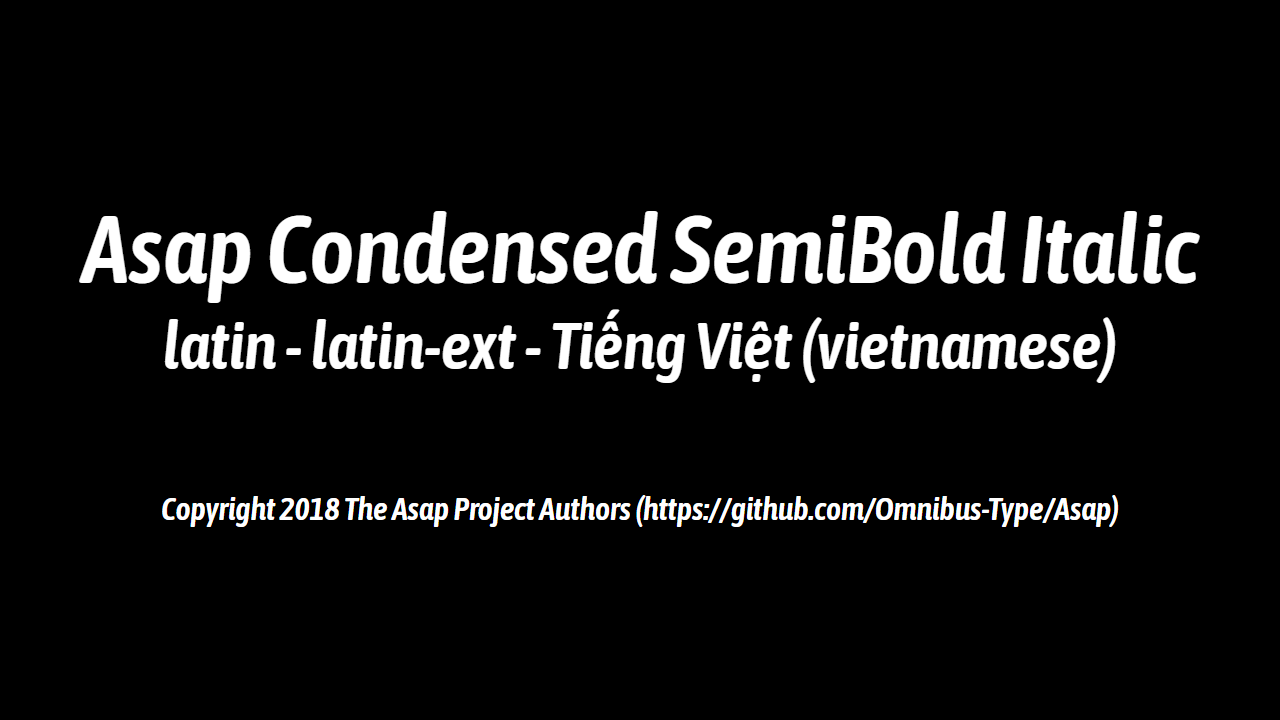 Asap Condensed SemiBold Italic
latin - latin-ext - Tiếng Việt (vietnamese)
Copyright 2018 The Asap Project Authors (https://github.com/Omnibus-Type/Asap)